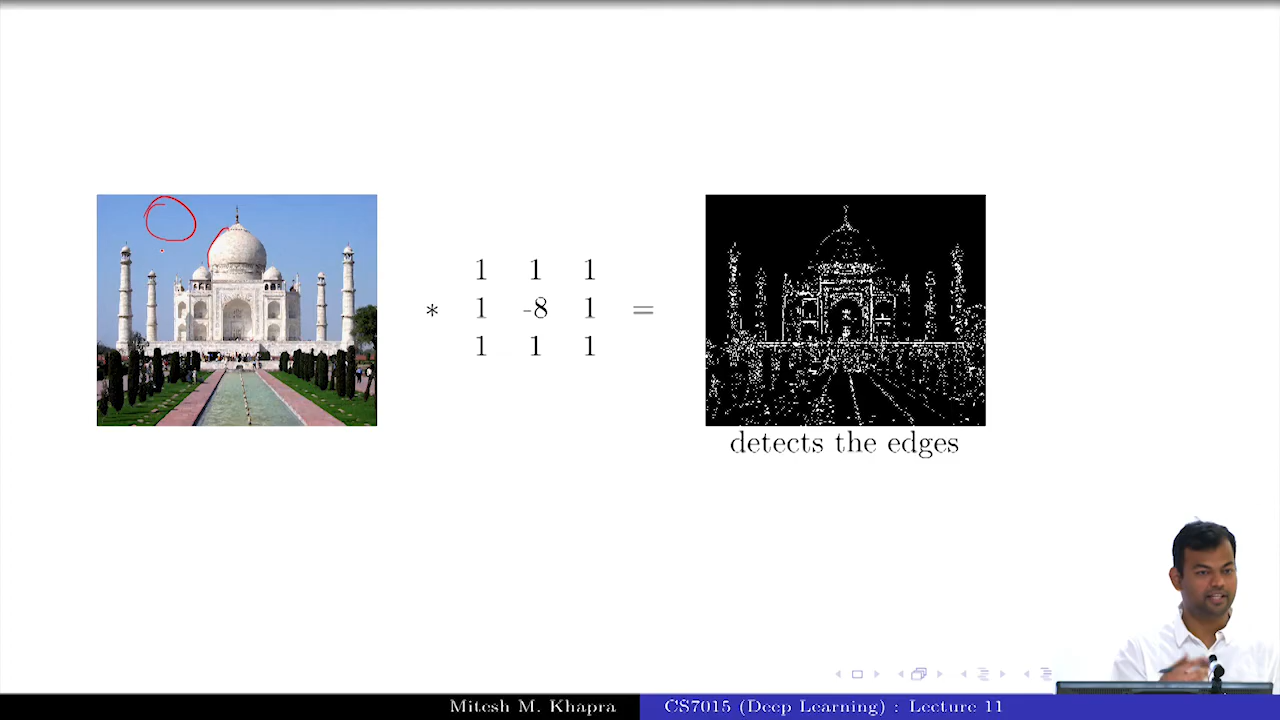 1 1 1
* 1 -8 1 =
1 1 1
detects the edges
Mitesh M. Khapra
CS7015 (Deep Learning) : Lecture 11